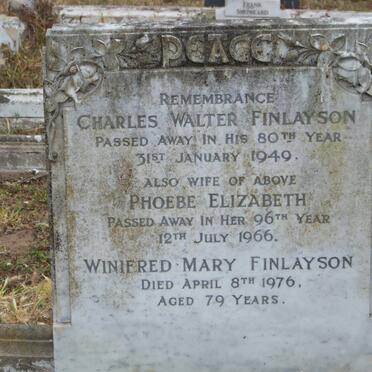 FRANK
SHEPHEARD
PEACE
REMEMBRANCE
CHARLES WALTER FINLAYSON
PASSED AWAY IN HIS 80TH YEAR
31ST JANUARY 1949.
ALSO WIFE OF ABOVE
PHOEBE ELIZABETH
PASSED AWAY IN HER 96TH YEAR
12TH JULY 1966.
WINIFRED MARY FINLAYSON
DIED APRIL 8TH 1976,
AGED 79 YEARS.